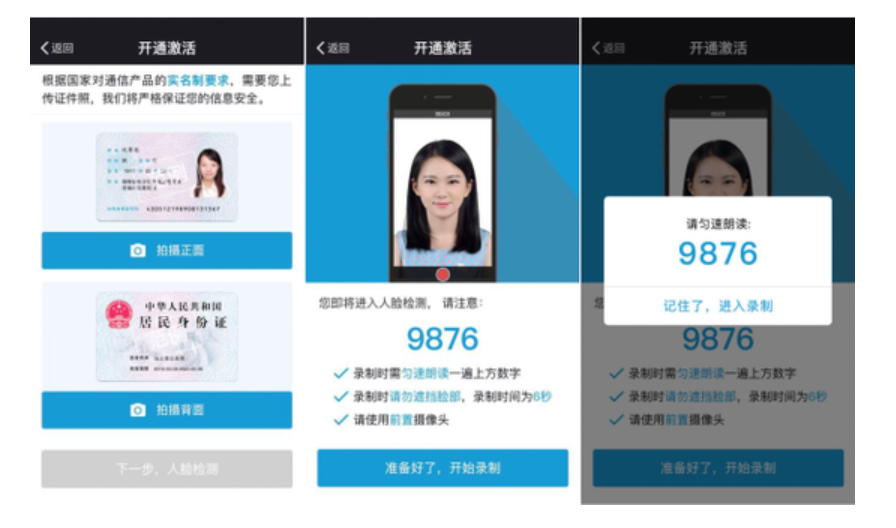 返回
开通激活
根据国家对通信产品的实名制要求，需要您上
传证件照，我们将严格保证您的信息安全。
拍摄正面
中华人民共和国
居民身份证
拍摄背面
下一步，人脸检测
返回
开通激活
您即将进入人脸检测，请注意：
9876
录制时需匀速朗读一遍上方数字
录制时请勿遮挡脸部，录制时间为6秒
请使用前置摄像头
准备好了，开始录制
返回
开通激活
请匀速朗读:
9876
记住了，进入录制
您
9876
录制时需匀速朗读一遍上方数字
录制时请勿遮挡脸部，录制时间为6秒
请使用前置摄像头
准备好了，开始录制